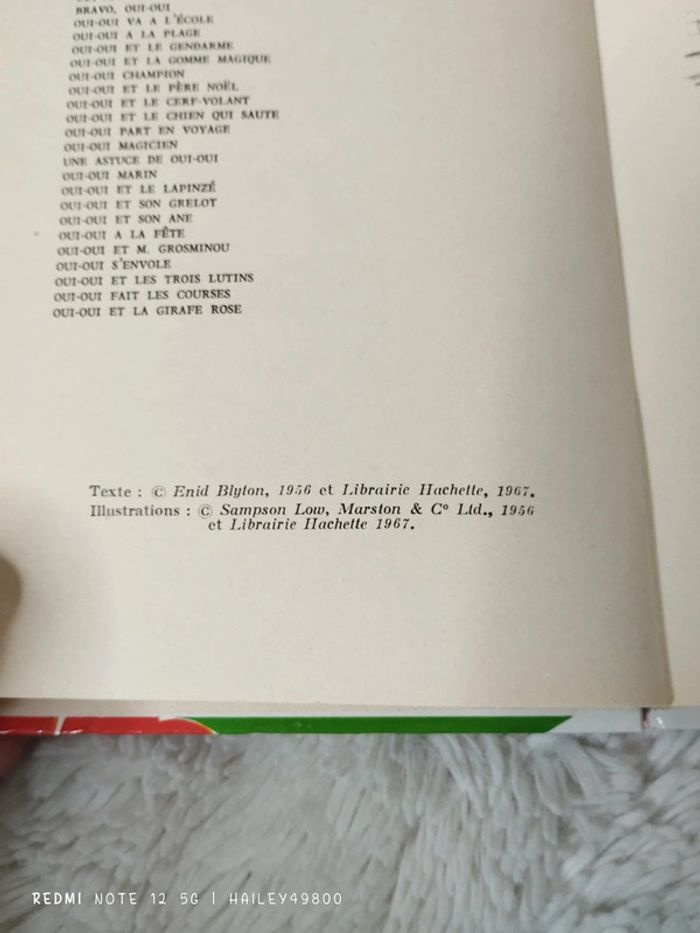 BRAVO, OUI-OUI
OUI-OUI VA A L'ÉCOLE
OUI-OUI A LA PLAGE
OUI-OUI ET LE GENDARME
OUI-OUI ET LA GOMME MAGIQUE
OUI-OUI CHAMPION
OUI-OUI ET LE PÈRE NOËL
OUI-OUI ET LE CERF-VOLANT
OUI-OUI ET LE CHIEN QUI SAUTE
OUI-OUI PART EN VOYAGE
OUI-OUI MAGICIEN
UNE ASTUCE DE OUI-OUI
OUI-OUI MARIN
OUI-OUI ET LE LAPINZÉ
OUI-OUI ET SON GRELOT
OUI-OUI ET SON ANE
OUI-OUI A LA FÊTE
OUI-OUI ET M. GROSMINOU
OUI-OUI S'ENVOLE
OUI-OUI ET LES TROIS LUTINS
OUI-OUI FAIT LES COURSES
OUI-OUI ET LA GIRAFE ROSE
Texte : © Enid Blyton, 1956 et Librairie Hachette, 1967.
Illustrations : © Sampson Low, Marston & Cº Ltd., 1956
et Librairie Hachette 1967.
REDMI NOTE 12 5G | HAILEY49800